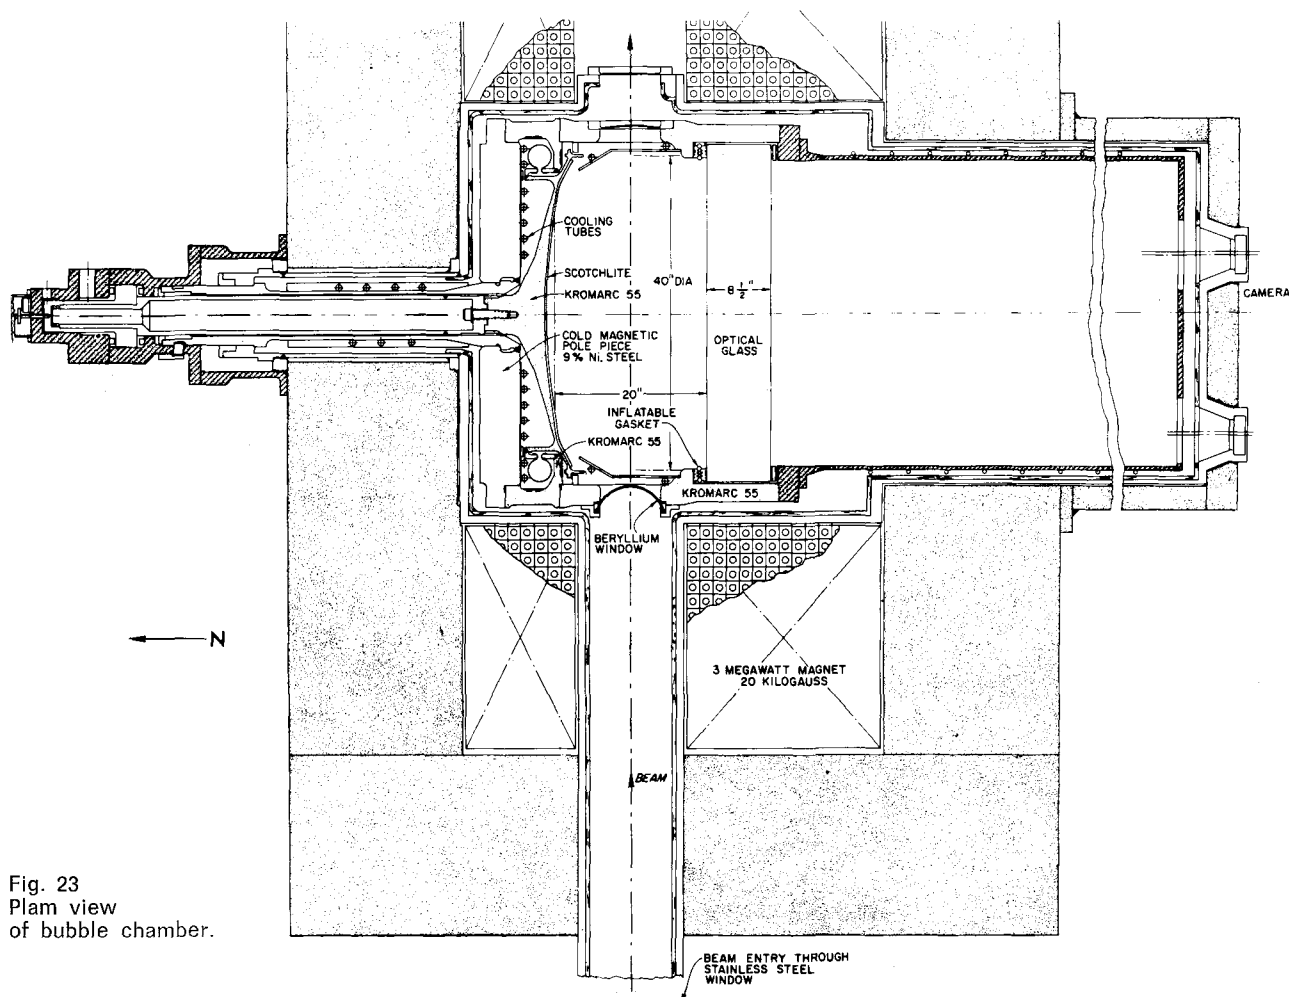 COOLING
TUBES
SCOTCHLITE
KROMARC 55
40" DIA
8 1/2"
CAMERA
COLD MAGNETIC
POLE PIECE
9% Ni. STEEL
OPTICAL
GLASS
20"
INFLATABLE
GASKET
KROMARC 55
KROMARC 55
BERYLLIUM
WINDOW
N
3 MEGAWATT MAGNET
20 KILOGAUSS
BEAM
Fig. 23
Plam view
of bubble chamber.
BEAM ENTRY THROUGH
STAINLESS STEEL
WINDOW